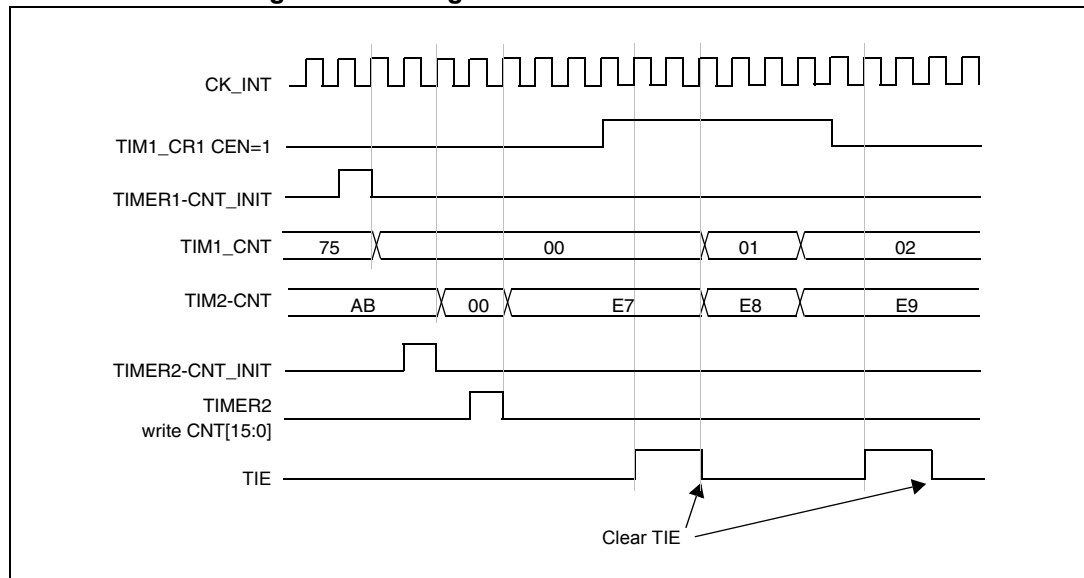 CK_INT
TIM1_CR1 CEN=1
TIMER1-CNT_INIT
TIM1_CNT 75 00 01 02
TIM2-CNT AB 00 E7 E8 E9
TIMER2-CNT_INIT
TIMER2
write CNT[15:0]
TIE
Clear TIE